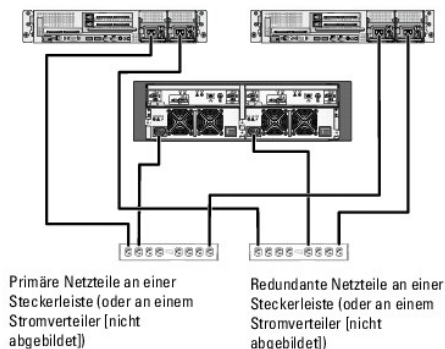 Primäre Netzteile an einer
Steckerleiste (oder an einem
Stromverteiler [nicht
abgebildet])
Redundante Netzteile an einer
Steckerleiste (oder an einem
Stromverteiler [nicht
abgebildet])